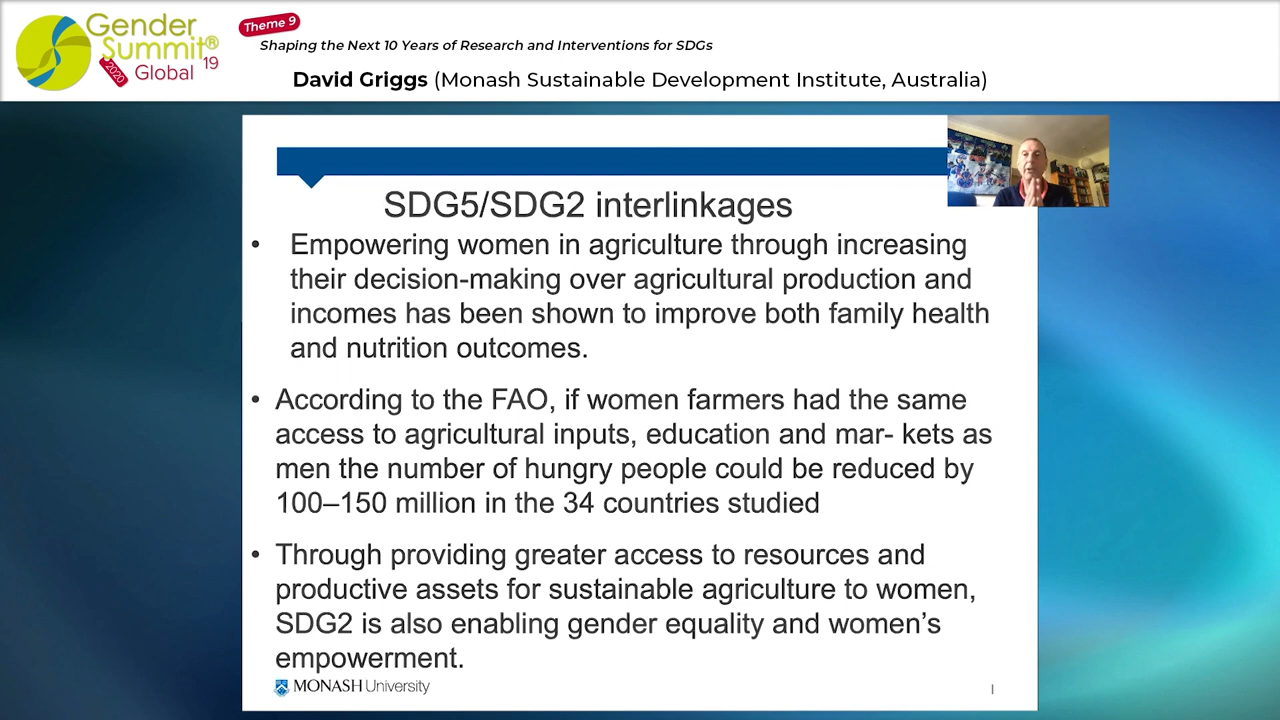 Gender
Summit®
Global 19
2020
Theme 9
Shaping the Next 10 Years of Research and Interventions for SDGs
David Griggs (Monash Sustainable Development Institute, Australia)
SDG5/SDG2 interlinkages
• Empowering women in agriculture through increasing
their decision-making over agricultural production and
incomes has been shown to improve both family health
and nutrition outcomes.
• According to the FAO, if women farmers had the same
access to agricultural inputs, education and mar- kets as
men the number of hungry people could be reduced by
100–150 million in the 34 countries studied
• Through providing greater access to resources and
productive assets for sustainable agriculture to women,
SDG2 is also enabling gender equality and women’s
empowerment.
MONASH University